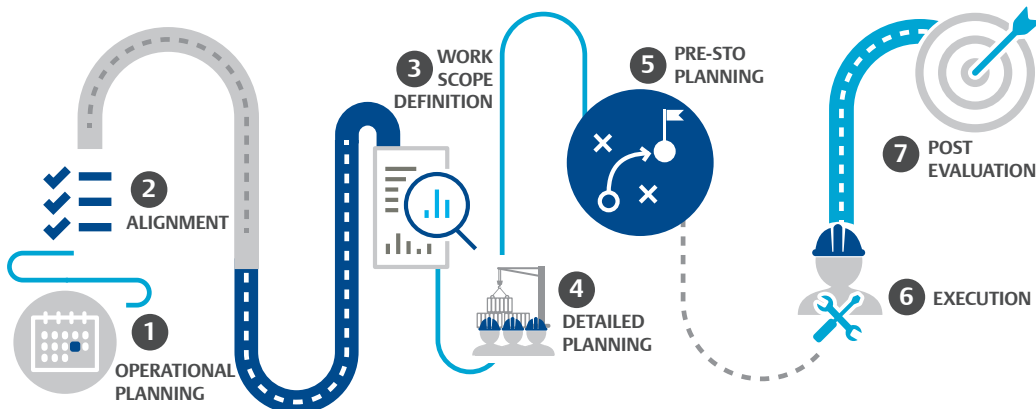 1
OPERATIONAL
PLANNING
2
ALIGNMENT
3
WORK
SCOPE
DEFINITION
4
DETAILED
PLANNING
5
PRE-STO
PLANNING
6
EXECUTION
7
POST
EVALUATION